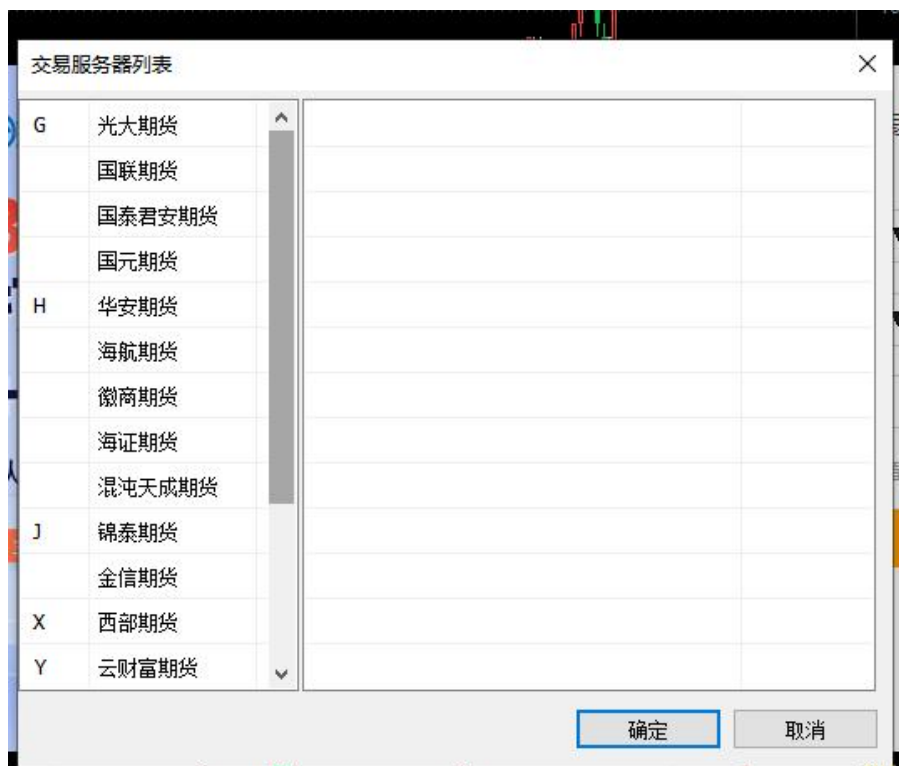 交易服务器列表
G 光大期货
国联期货
国泰君安期货
国元期货
H 华安期货
海航期货
徽商期货
海证期货
混沌天成期货
J 锦泰期货
金信期货
X 西部期货
Y 云财富期货
确定 取消